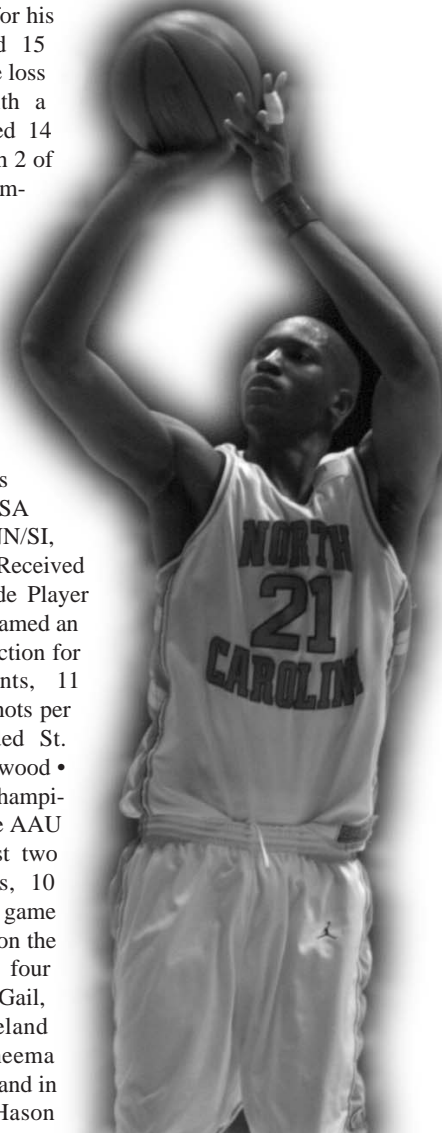 or his
d 15
loss
th a
ed 14
2 of
m-
s
SA
NN/SI,
Received
de Player
amed an
ction for
nts, 11
hots per
ed St.
wood •
hampi-
e AAU
st two
s, 10
game
on the
four
Gail,
eland
eema
and in
Hason
NORTH
21
CAROLINA